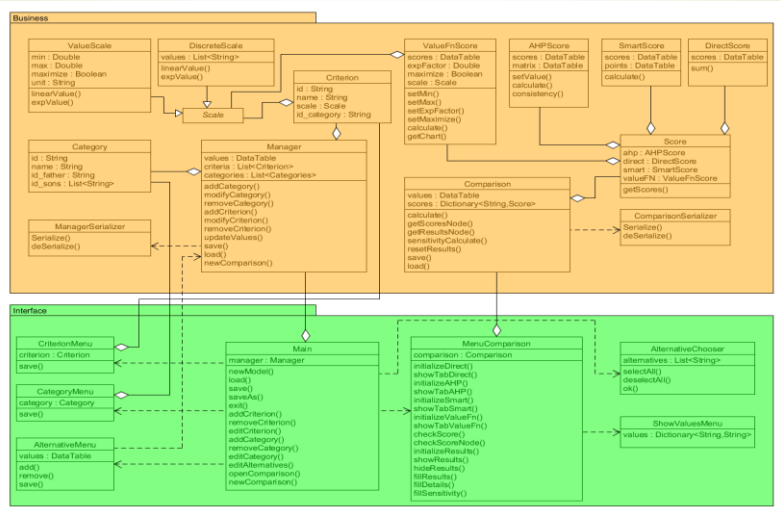 Business
ValueScale
min : Double
max : Double
maximize : Boolean
unit : String
linearValue()
expValue()
DiscreteScale
values : List<String>
linearValue()
expValue()
Scale
Criterion
id : String
name : String
scale : Scale
id_category : String
ValueFnScore
scores : DataTable
expFactor : Double
maximize : Boolean
scale : Scale
setMin()
setMax()
setExpFactor()
setMaximize()
calculate()
getChart()
AHPScore
scores : DataTable
matrix : DataTable
setValue()
calculate()
consistency()
SmartScore
scores : DataTable
points : DataTable
calculate()
DirectScore
scores : DataTable
sum()
Category
id : String
name : String
id_father : String
id_sons : List<String>
Manager
values : DataTable
criteria : List<Criterion>
categories : List<Categories>
addCategory()
modifyCategory()
removeCategory()
addCriterion()
modifyCriterion()
removeCriterion()
updateValues()
save()
load()
newComparison()
Score
ahp : AHPScore
direct : DirectScore
smart : SmartScore
valueFN : ValueFnScore
getScores()
Comparison
values : DataTable
scores : Dictionary<String,Score>
calculate()
getScoresNode()
getResultsNode()
sensitivityCalculate()
resetResults()
save()
load()
ManagerSerializer
Serialize()
deSerialize()
ComparisonSerializer
Serialize()
deSerialize()
Interface
CriterionMenu
criterion : Criterion
save()
CategoryMenu
category : Category
save()
AlternativeMenu
values : DataTable
add()
remove()
save()
Main
manager : Manager
newModel()
load()
save()
saveAs()
exit()
addCriterion()
removeCriterion()
editCriterion()
addCategory()
removeCategory()
editCategory()
editAlternatives()
openComparison()
newComparison()
MenuComparison
comparison : Comparison
initializeDirect()
showTabDirect()
initializeAHP()
showTabAHP()
initializeSmart()
showTabSmart()
initializeValueFn()
showTabValueFn()
checkScore()
checkScoreNode()
initializeResults()
showResults()
hideResults()
fillResults()
fillDetails()
fillSensitivity()
AlternativeChooser
alternatives : List<String>
selectAll()
deselectAll()
ok()
ShowValuesMenu
values : Dictionary<String,String>